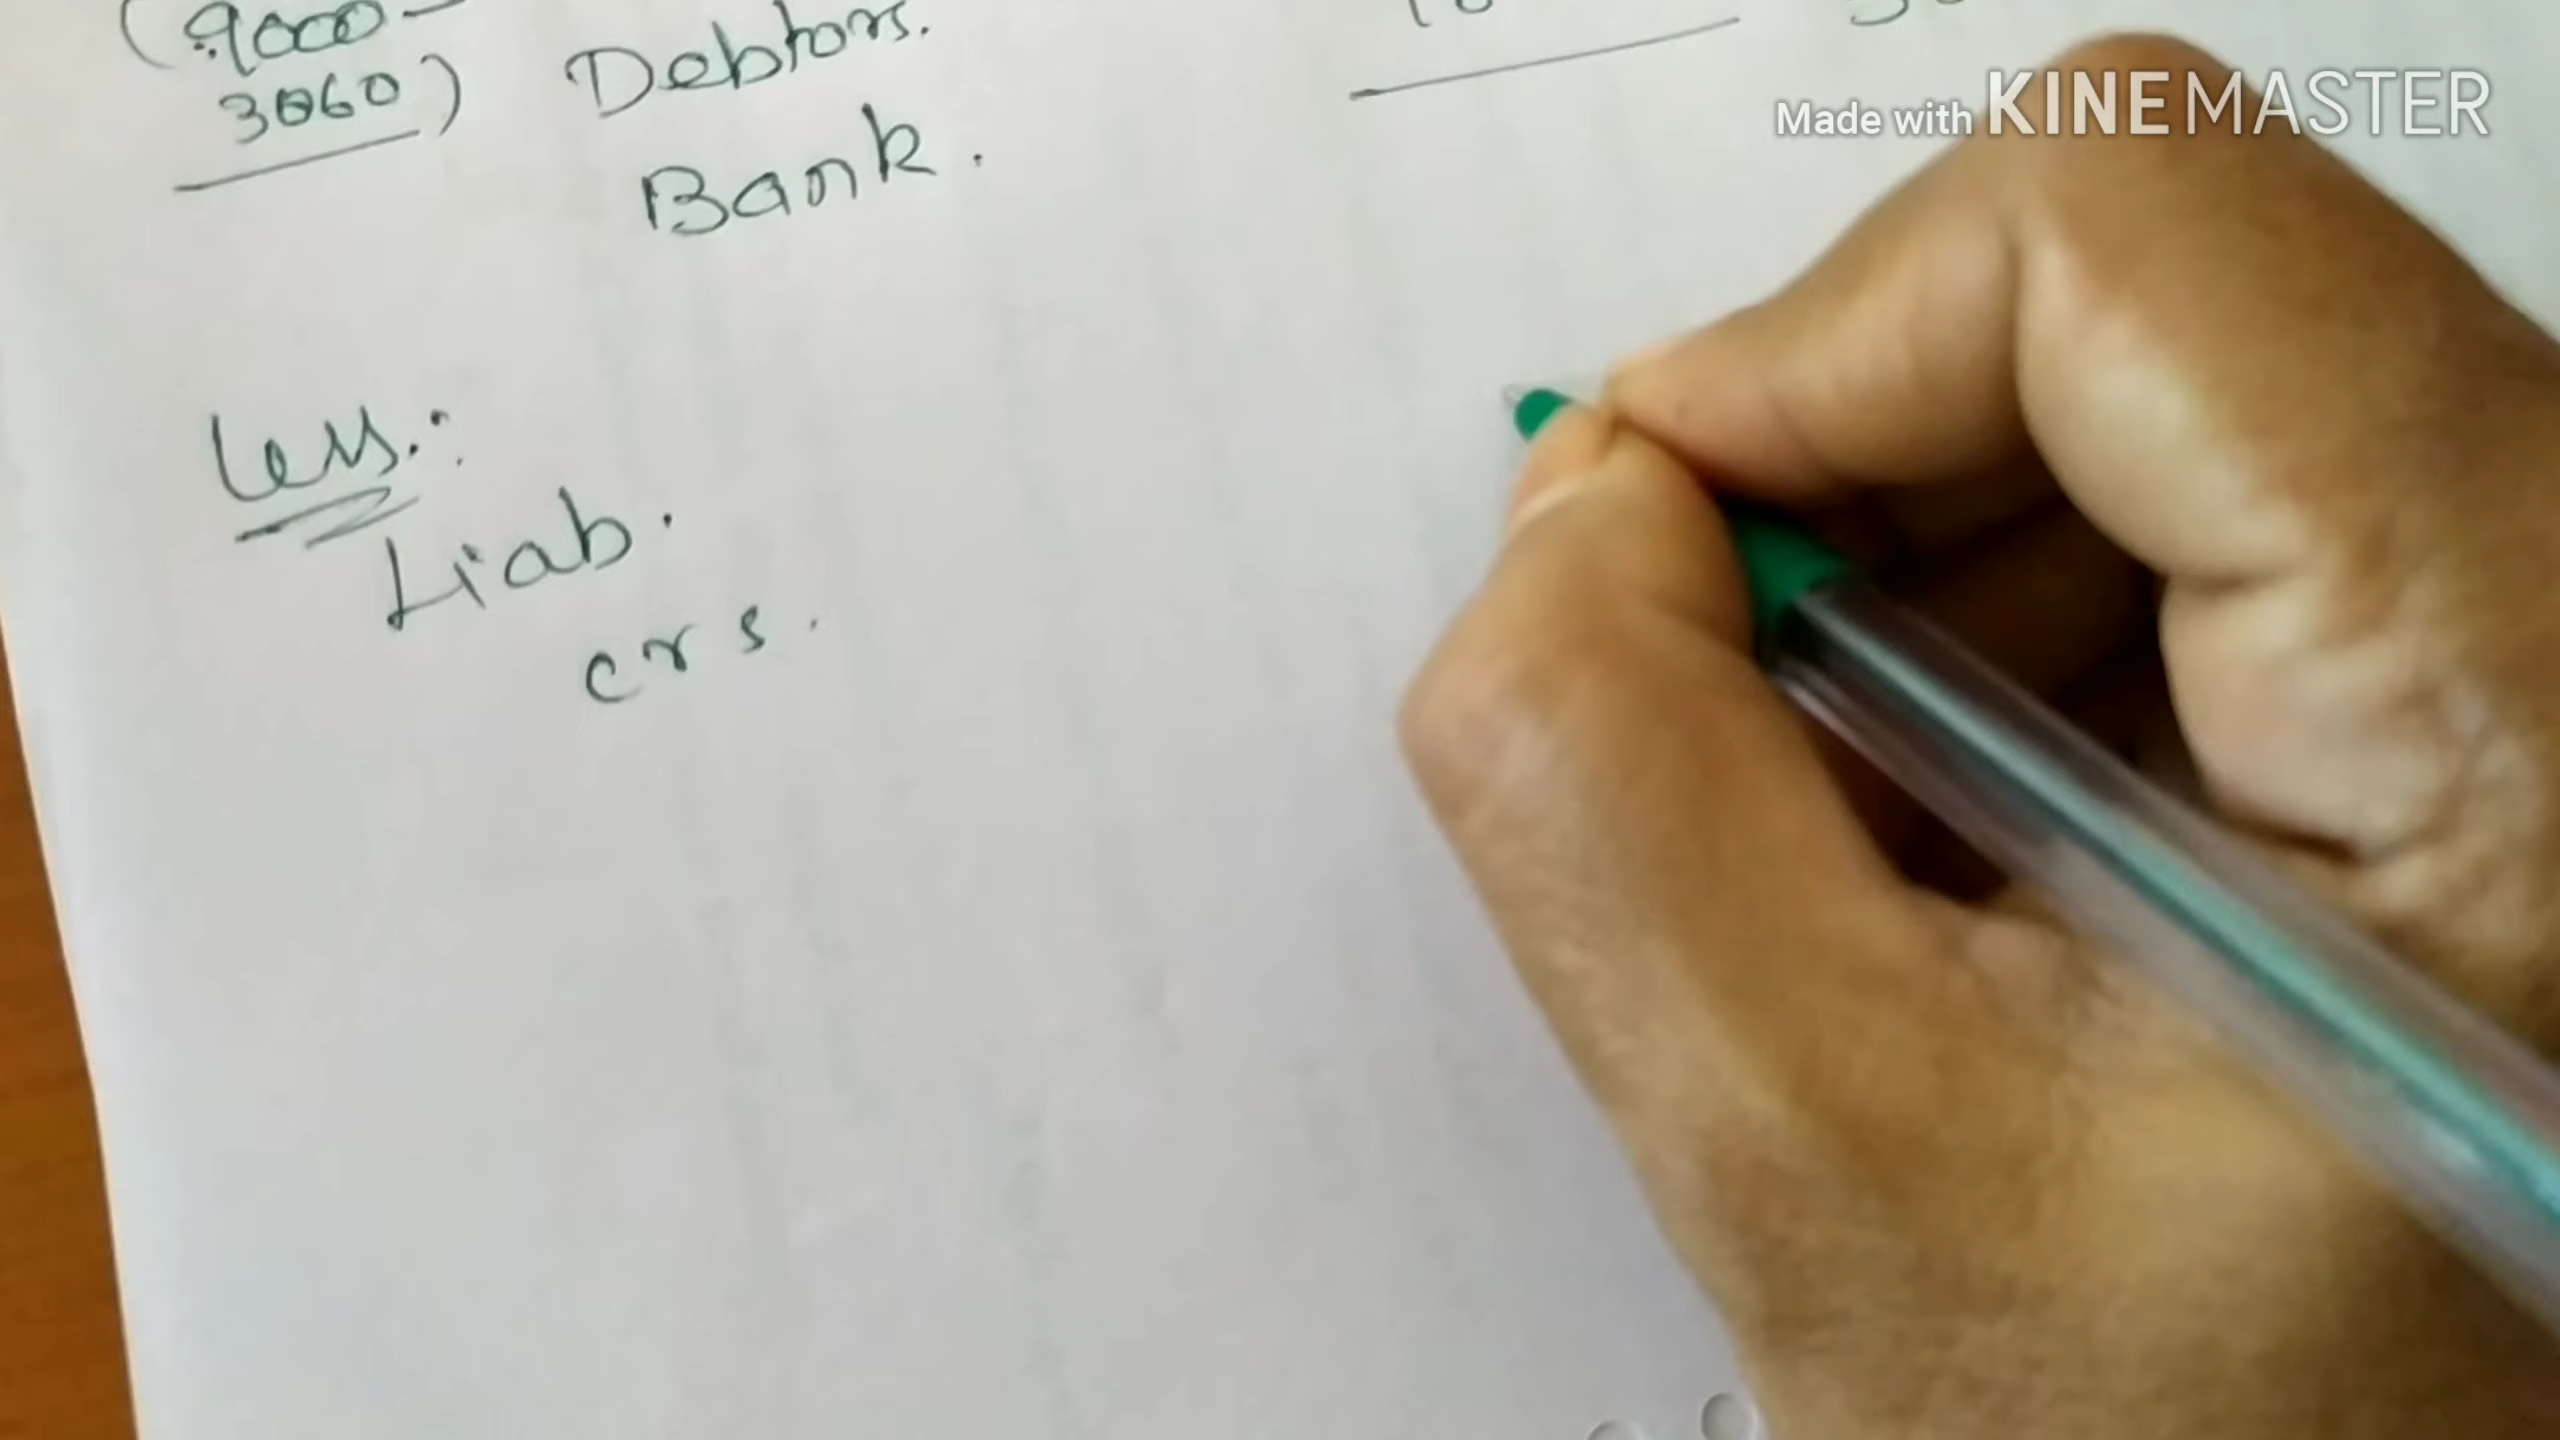 (9000-
3060) Debtors.
Made with KINEMASTER
Bank.
Less:
Liab.
crs.